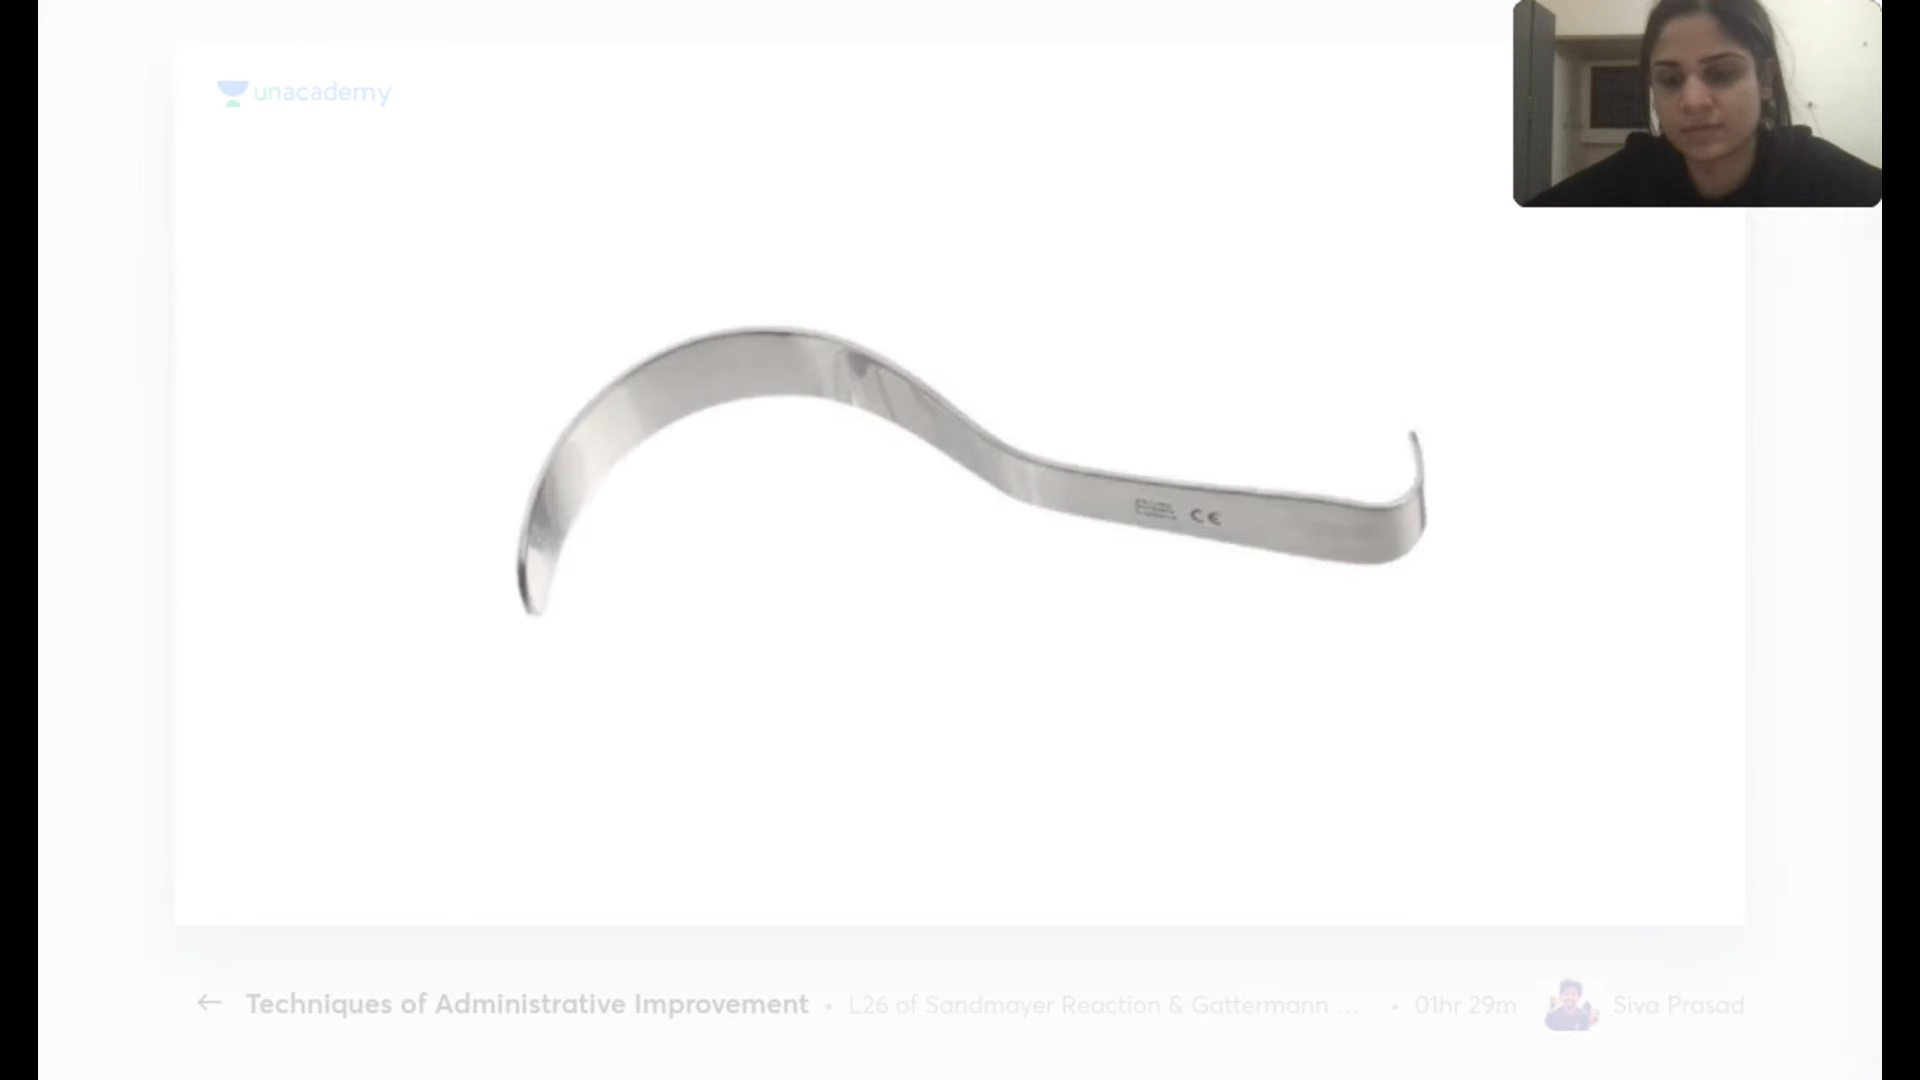 unacademy
CE
← Techniques of Administrative Improvement • L26 of Sandmayer Reaction & Gattermann ... • 01hr 29m Siva Prasad